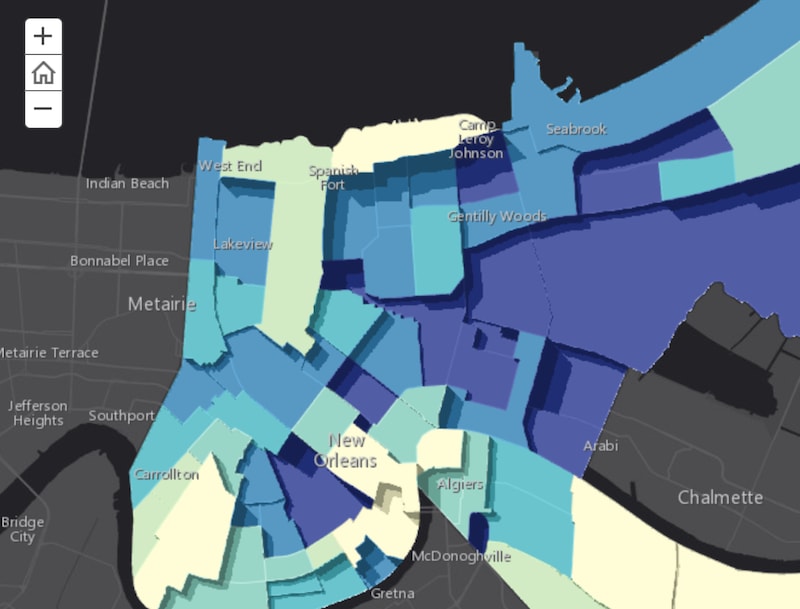 +
−
Camp
Leroy
Johnson
Seabrook
West End
Spanish
Fort
Indian Beach
Gentilly Woods
Lakeview
Bonnabel Place
Metairie
Metairie Terrace
Jefferson
Heights
Southport
New
Orleans
Arabi
Carrollton
Algiers
Chalmette
Bridge
City
McDonoghville
Gretna